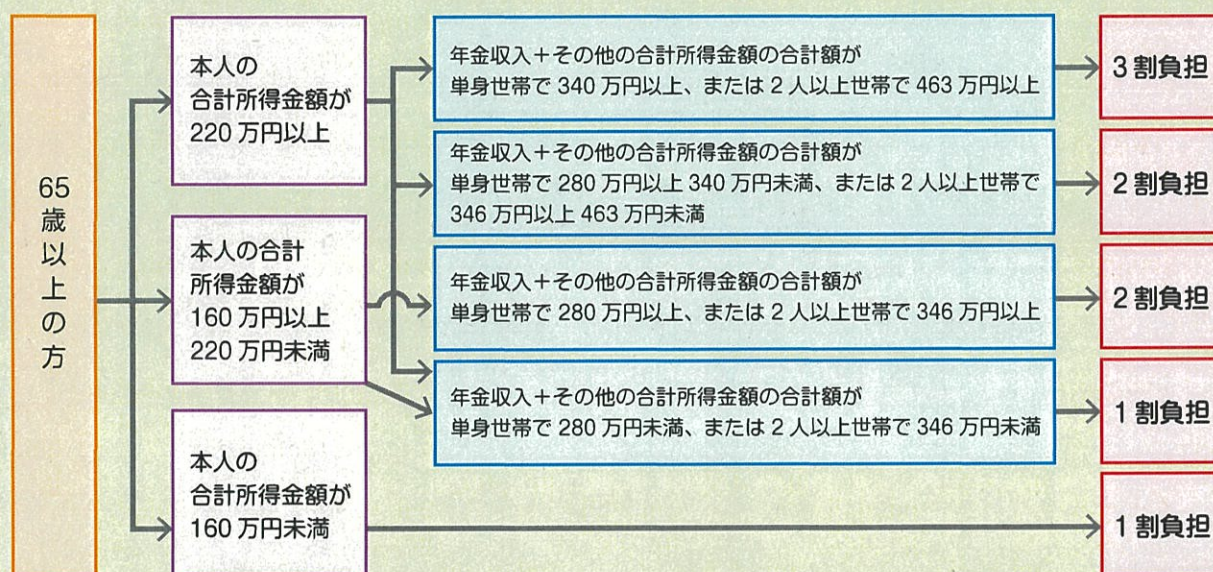 65
歳
以
上
の
方
本人の
合計所得金額が
220 万円以上
本人の合計
所得金額が
160 万円以上
220 万円未満
本人の
合計所得金額が
160 万円未満
年金収入＋その他の合計所得金額の合計額が
単身世帯で 340 万円以上、または 2 人以上世帯で 463 万円以上
年金収入＋その他の合計所得金額の合計額が
単身世帯で 280 万円以上 340 万円未満、または 2 人以上世帯で
346 万円以上 463 万円未満
年金収入＋その他の合計所得金額の合計額が
単身世帯で 280 万円以上、または 2 人以上世帯で 346 万円以上
年金収入＋その他の合計所得金額の合計額が
単身世帯で 280 万円未満、または 2 人以上世帯で 346 万円未満
3 割負担
2 割負担
2 割負担
1 割負担
1 割負担